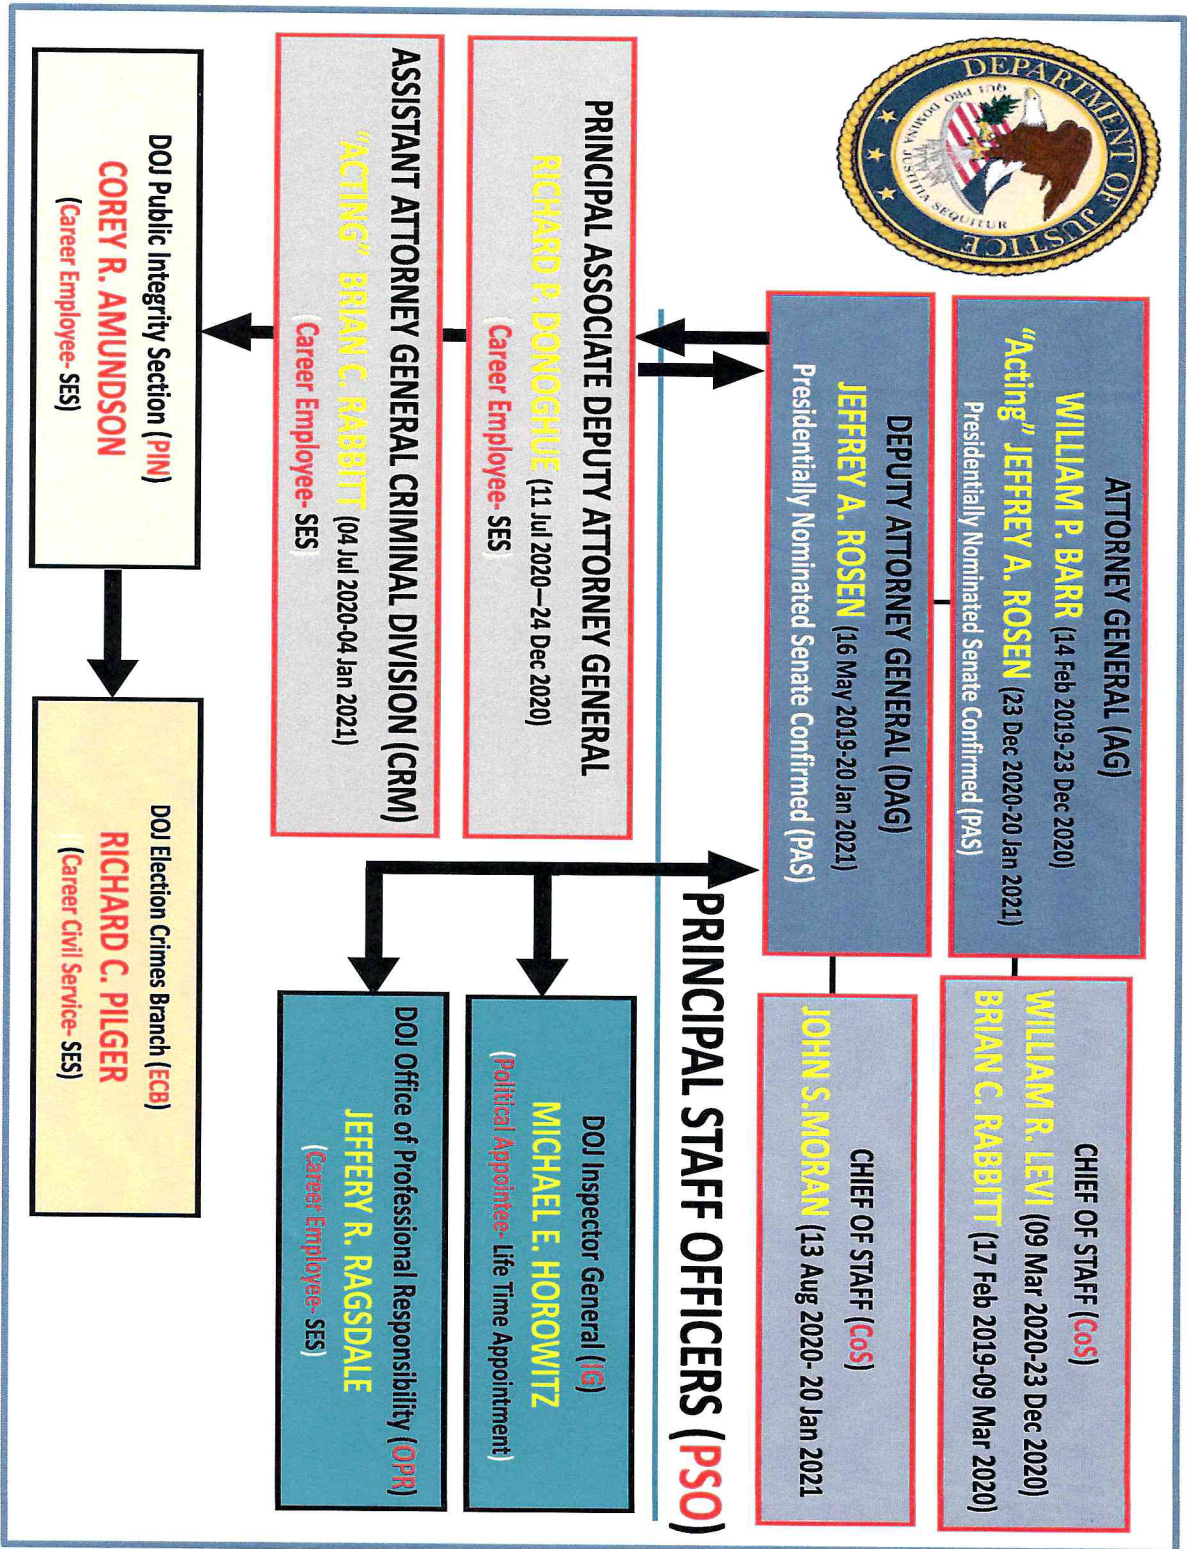 DEPARTMENT OF JUSTICE
QUI PRO DOMINA JUSTITIA SEQUITUR
ATTORNEY GENERAL (AG)
WILLIAM P. BARR (14 Feb 2019-23 Dec 2020)
"Acting" JEFFREY A. ROSEN (23 Dec 2020-20 Jan 2021)
Presidentially Nominated Senate Confirmed (PAS)
CHIEF OF STAFF (CoS)
WILLIAM R. LEVI (09 Mar 2020-23 Dec 2020)
BRIAN C. RABBITT (17 Feb 2019-09 Mar 2020)
DEPUTY ATTORNEY GENERAL (DAG)
JEFFREY A. ROSEN (16 May 2019-20 Jan 2021)
Presidentially Nominated Senate Confirmed (PAS)
CHIEF OF STAFF (CoS)
JOHN S.MORAN (13 Aug 2020- 20 Jan 2021
PRINCIPAL STAFF OFFICERS (PSO)
PRINCIPAL ASSOCIATE DEPUTY ATTORNEY GENERAL
RICHARD P. DONOGHUE (11 Jul 2020—24 Dec 2020)
(Career Employee- SES)
DOJ Inspector General (IG)
MICHAEL E. HOROWITZ
(Political Appointee- Life Time Appointment)
ASSISTANT ATTORNEY GENERAL CRIMINAL DIVISION (CRM)
"ACTING" BRIAN C. RABBITT (04 Jul 2020-04 Jan 2021)
(Career Employee- SES)
DOJ Office of Professional Responsibility (OPR)
JEFFERY R. RAGSDALE
(Career Employee- SES)
DOJ Public Integrity Section (PIN)
COREY R. AMUNDSON
(Career Employee- SES)
DOJ Election Crimes Branch (ECB)
RICHARD C. PILGER
(Career Civil Service- SES)